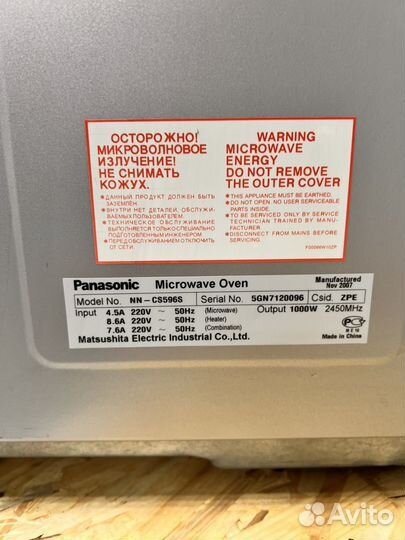 ОСТОРОЖНО!
МИКРОВОЛНОВОЕ
ИЗЛУЧЕНИЕ!
НЕ СНИМАТЬ
КОЖУХ.
*ДАННЫЙ ПРОДУКТ ДОЛЖЕН БЫТЬ
ЗАЗЕМЛЁН.
*ВНУТРИ НЕТ ДЕТАЛЕЙ, ОБСЛУЖИ-
ВАЕМЫХ ПОЛЬЗОВАТЕЛЕМ.
*ТЕХНИЧЕСКОЕ ОБСЛУЖИВАНИЕ
ВЫПОЛНЯЕТСЯ ТОЛЬКО СПЕЦИАЛЬНО
ПОДГОТОВЛЕННЫМ ИНЖЕНЕРОМ.
*ПЕРЕД ОБСЛУЖИВАНИЕМ ОТКЛЮЧИТЬ
ОТ СЕТИ.
WARNING
MICROWAVE
ENERGY
DO NOT REMOVE
THE OUTER COVER
*THIS APPLIANCE MUST BE EARTHED.
*DO NOT OPEN. NO USER SERVICEABLE
PARTS INSIDE.
*TO BE SERVICED ONLY BY SERVICE
TECHNICIAN TRAINED BY MANU-
FACTURER.
*DISCONNECT FROM MAINS BEFORE
SERVICING.
F00066W10ZP
Panasonic Microwave Oven Manufactured
Nov 2007
Model No. NN-CS596S Serial No. 5GN7120096 Csid. ZPE
Input 4.5A 220V ~ 50Hz (Microwave) Output 1000W 2450MHz
8.6A 220V ~ 50Hz (Heater)
7.6A 220V ~ 50Hz (Combination)
Matsushita Electric Industrial Co.,Ltd.
Made in China
Avito